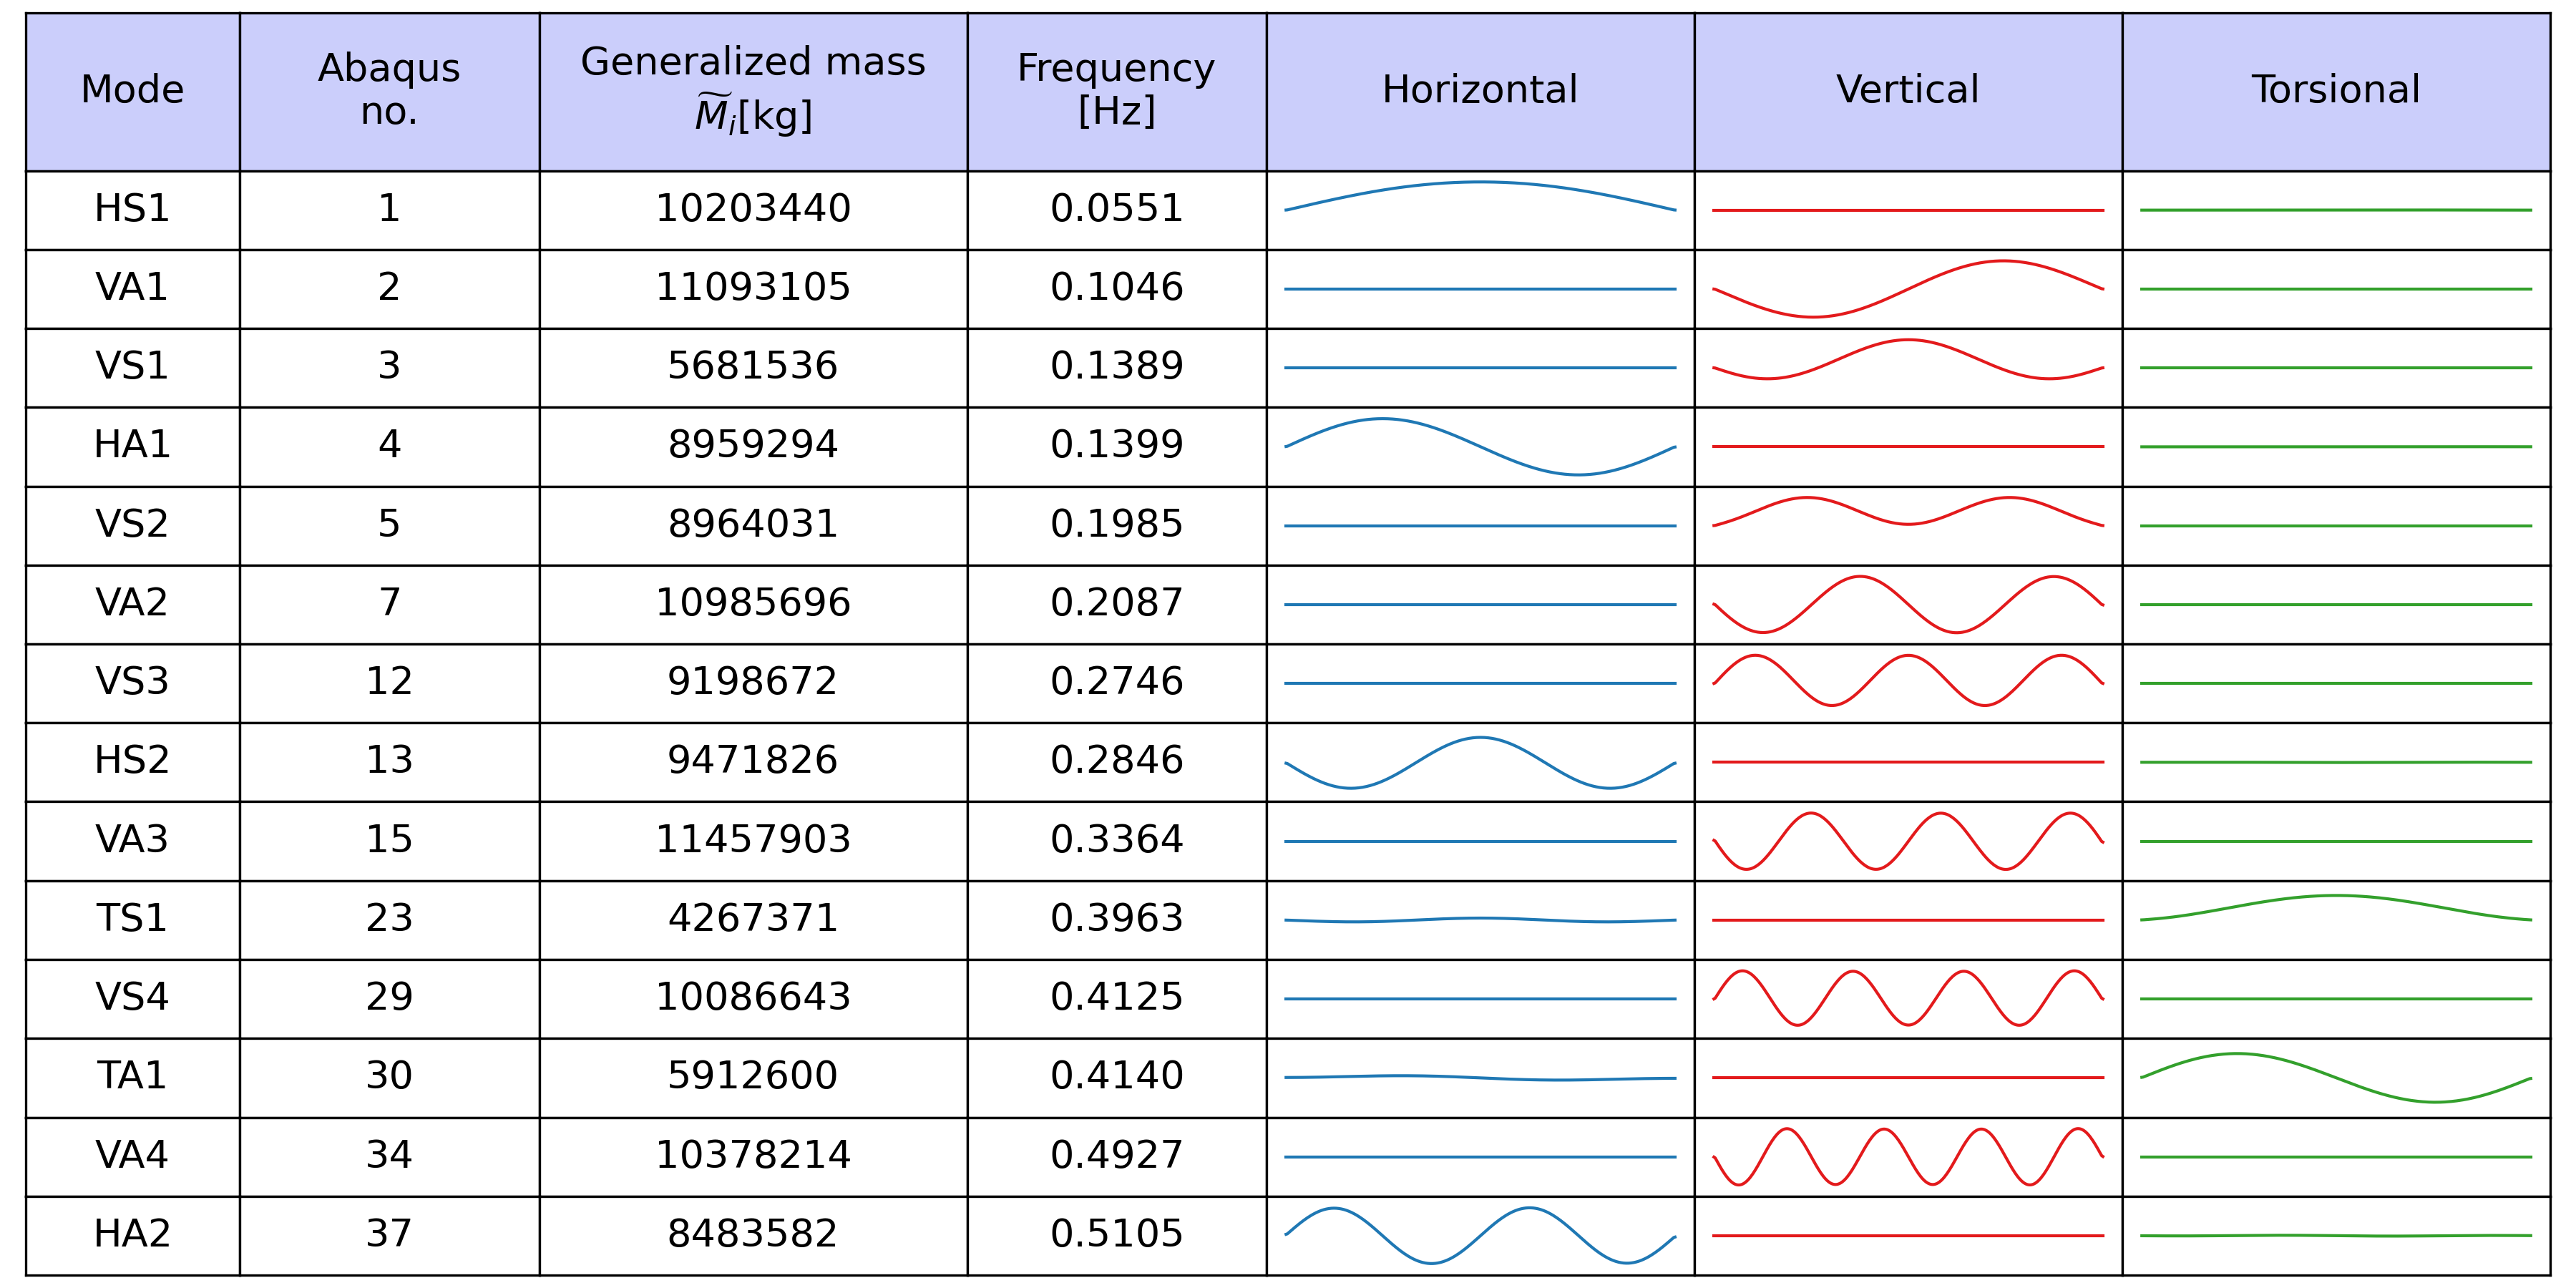 Mode Abaqus no. Generalized mass M̃ᵢ[kg] Frequency [Hz] Horizontal Vertical Torsional
HS1 1 10203440 0.0551
VA1 2 11093105 0.1046
VS1 3 5681536 0.1389
HA1 4 8959294 0.1399
VS2 5 8964031 0.1985
VA2 7 10985696 0.2087
VS3 12 9198672 0.2746
HS2 13 9471826 0.2846
VA3 15 11457903 0.3364
TS1 23 4267371 0.3963
VS4 29 10086643 0.4125
TA1 30 5912600 0.4140
VA4 34 10378214 0.4927
HA2 37 8483582 0.5105